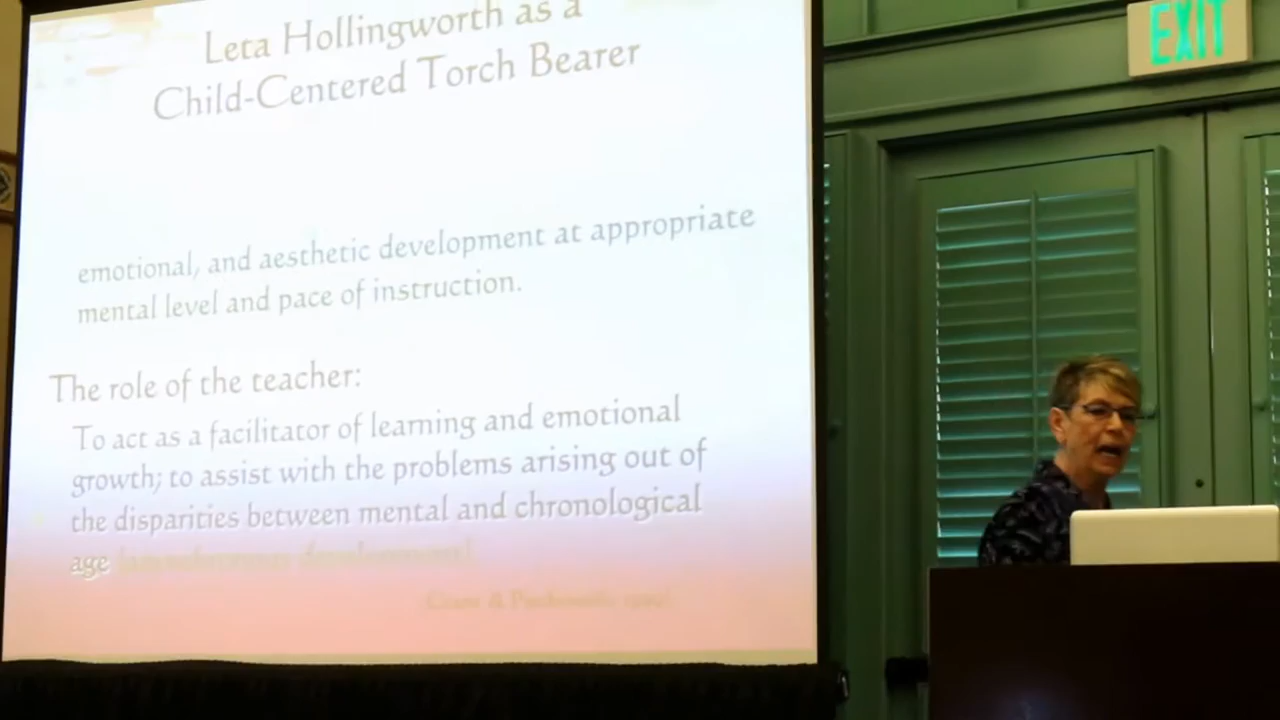 Leta Hollingworth as a
Child-Centered Torch Bearer
EXIT
emotional, and aesthetic development at appropriate
mental level and pace of instruction.
The role of the teacher:
To act as a facilitator of learning and emotional
growth; to assist with the problems arising out of
the disparities between mental and chronological
age